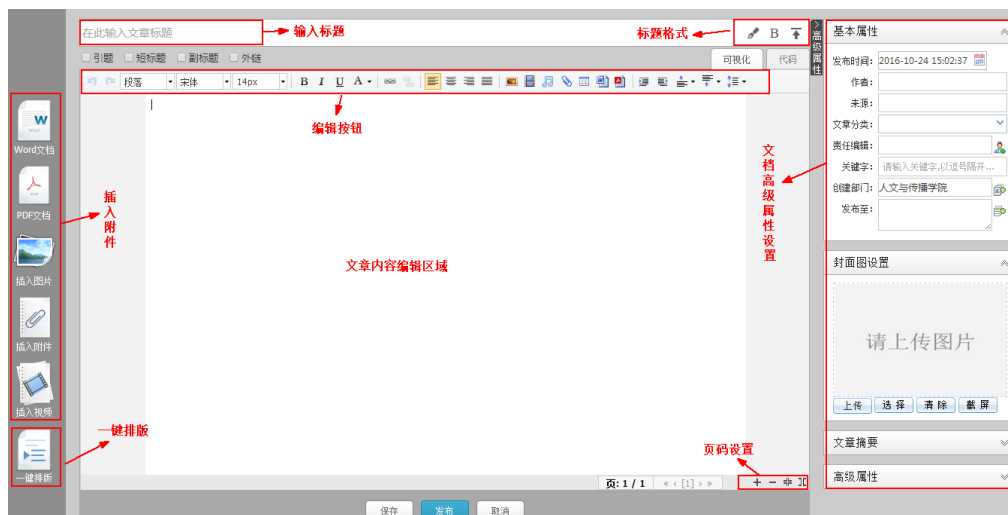 在此输入文章标题
输入标题
标题格式
B
高级属性
引题 短标题 副标题 外链
可视化
代码
段落 宋体 14px B I U A
编辑按钮
Word文档
PDF文档
插入图片
插入附件
插入视频
一键排版
插入附件
文章内容编辑区域
文档高级属性设置
一键排版
页码设置
页: 1 / 1 « ‹ [1] › »
保存
发布
取消
基本属性
发布时间: 2016-10-24 15:02:37
作者:
来源:
文章分类:
责任编辑:
关键字: 请输入关键字,以逗号隔开...
创建部门: 人文与传播学院
发布至:
封面图设置
请上传图片
上传 选择 清除 截屏
文章摘要
高级属性